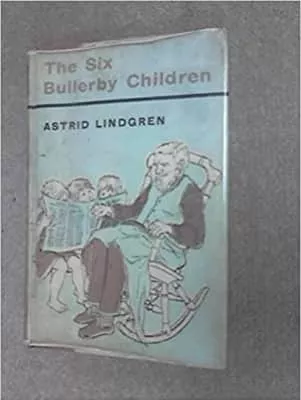 The Six
Bullerby Children
ASTRID LINDGREN